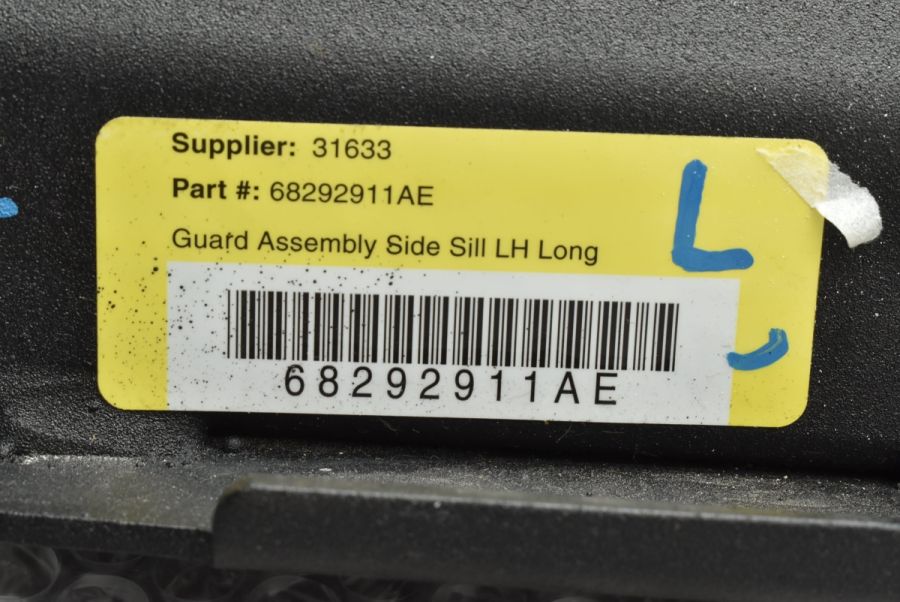 Supplier: 31633
Part #: 68292911AE
Guard Assembly Side Sill LH Long
L
68292911AE